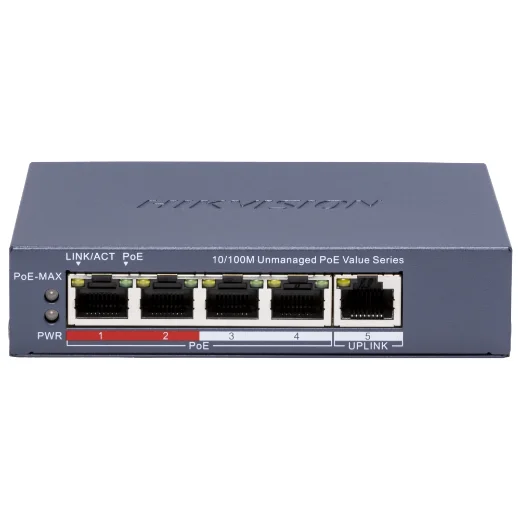 HIKVISION
LINK/ACT PoE
10/100M Unmanaged PoE Value Series
PoE-MAX
PWR
1 2 3 4 5
PoE UPLINK